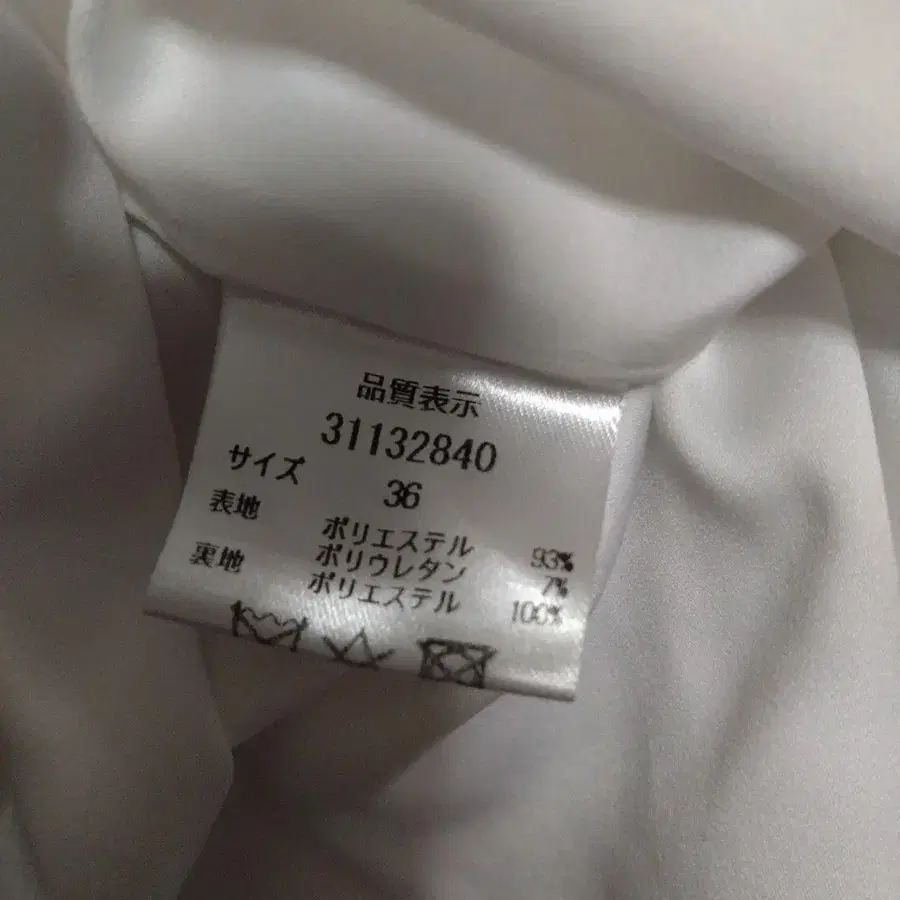 品質表示
31132840
サイズ 36
表地 ポリエステル 93%
ポリウレタン 7%
裏地 ポリエステル 100%